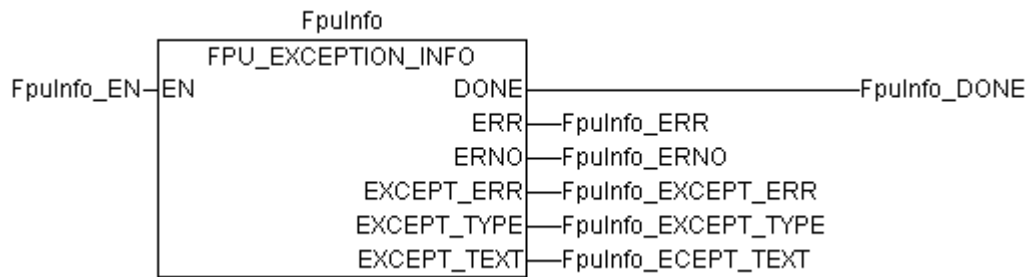 FpuInfo
FPU_EXCEPTION_INFO
FpuInfo_EN EN DONE FpuInfo_DONE
ERR FpuInfo_ERR
ERNO FpuInfo_ERNO
EXCEPT_ERR FpuInfo_EXCEPT_ERR
EXCEPT_TYPE FpuInfo_EXCEPT_TYPE
EXCEPT_TEXT FpuInfo_ECEPT_TEXT